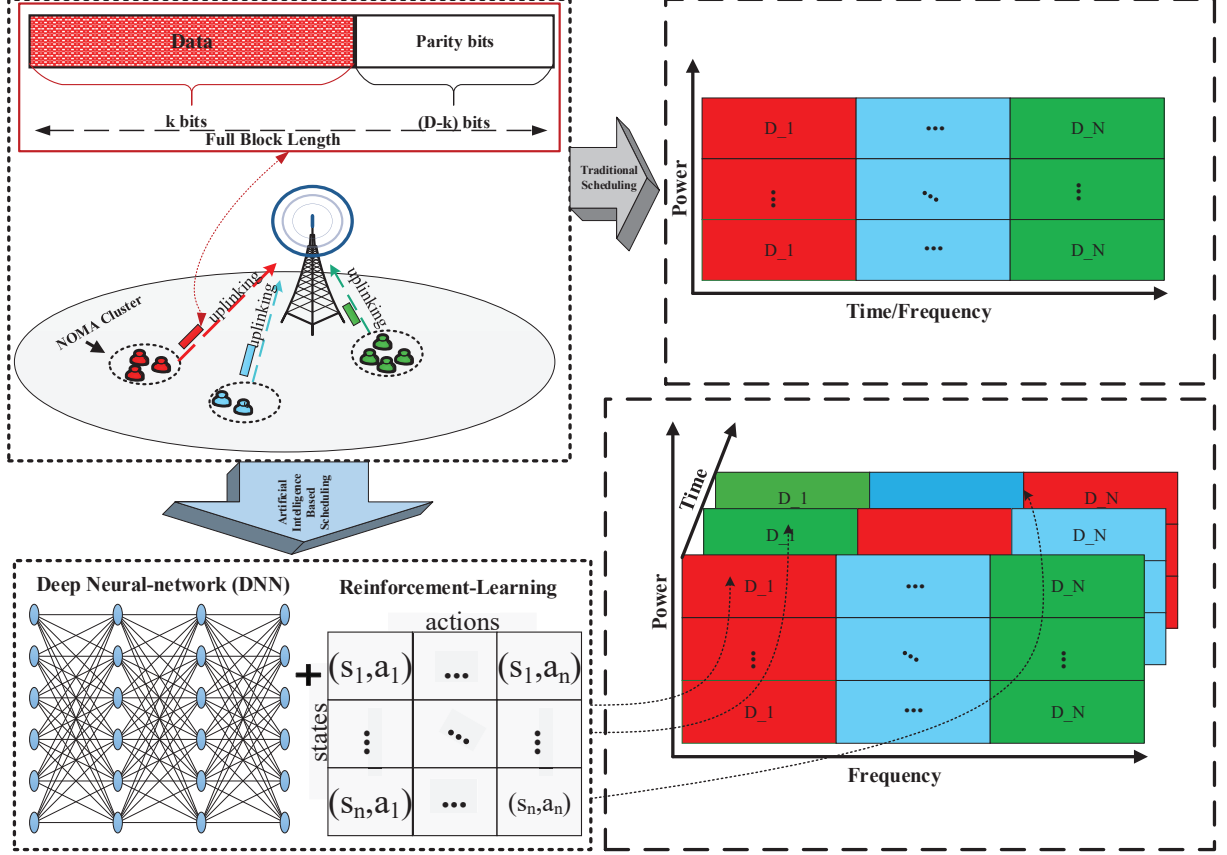 Data
Parity bits
k bits
(D-k) bits
Full Block Length
NOMA Cluster
uplinking
uplinking
uplinking
Traditional
Scheduling
Power
D_1
•••
D_N
•••
•••
•••
D_1
•••
D_N
Time/Frequency
Artificial
Intelligence
Based
Scheduling
Deep Neural-network (DNN)
+
Reinforcement-Learning
actions
states
(s₁,a₁)
•••
(s₁,aₙ)
•••
•••
•••
(sₙ,a₁)
•••
(sₙ,aₙ)
Time
Power
D_1
D_N
D_1
D_N
D_1
•••
D_N
•••
•••
•••
D_1
•••
D_N
Frequency